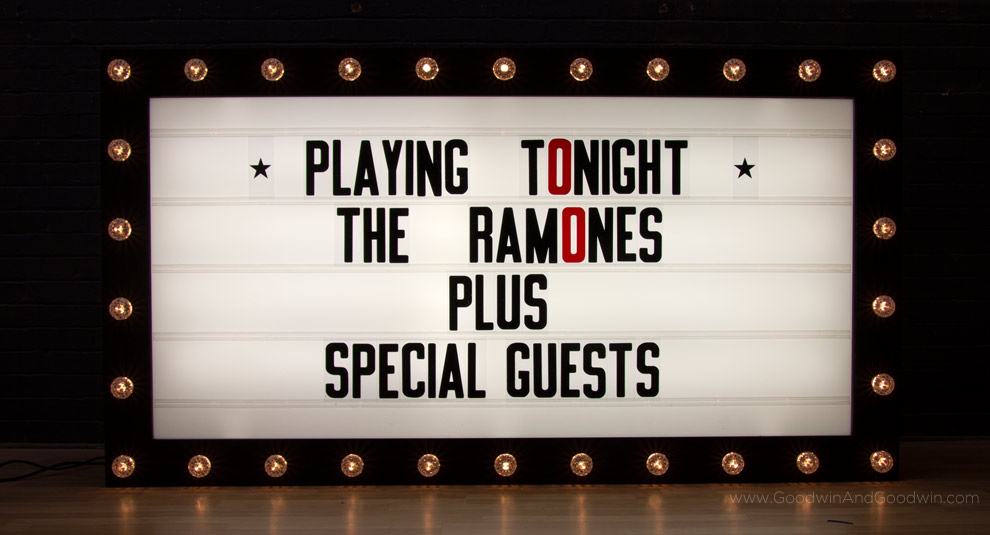 ★ PLAYING TONIGHT ★
THE RAMONES
PLUS
SPECIAL GUESTS
www.GoodwinAndGoodwin.com